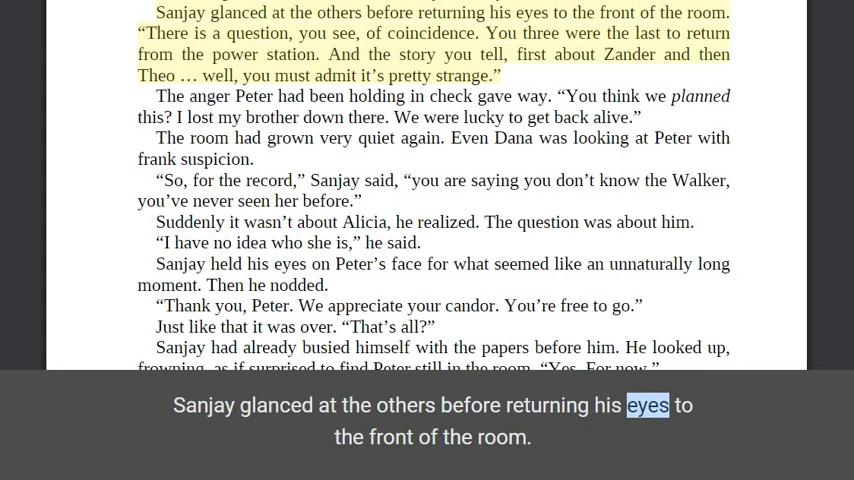 Sanjay glanced at the others before returning his eyes to the front of the room.
“There is a question, you see, of coincidence. You three were the last to return
from the power station. And the story you tell, first about Zander and then
Theo … well, you must admit it’s pretty strange.”
The anger Peter had been holding in check gave way. “You think we planned
this? I lost my brother down there. We were lucky to get back alive.”
The room had grown very quiet again. Even Dana was looking at Peter with
frank suspicion.
“So, for the record,” Sanjay said, “you are saying you don’t know the Walker,
you’ve never seen her before.”
Suddenly it wasn’t about Alicia, he realized. The question was about him.
“I have no idea who she is,” he said.
Sanjay held his eyes on Peter’s face for what seemed like an unnaturally long
moment. Then he nodded.
“Thank you, Peter. We appreciate your candor. You’re free to go.”
Just like that it was over. “That’s all?”
Sanjay had already busied himself with the papers before him. He looked up,
frowning, as if surprised to find Peter still in the room. “Yes. For now.”
Sanjay glanced at the others before returning his eyes to
the front of the room.